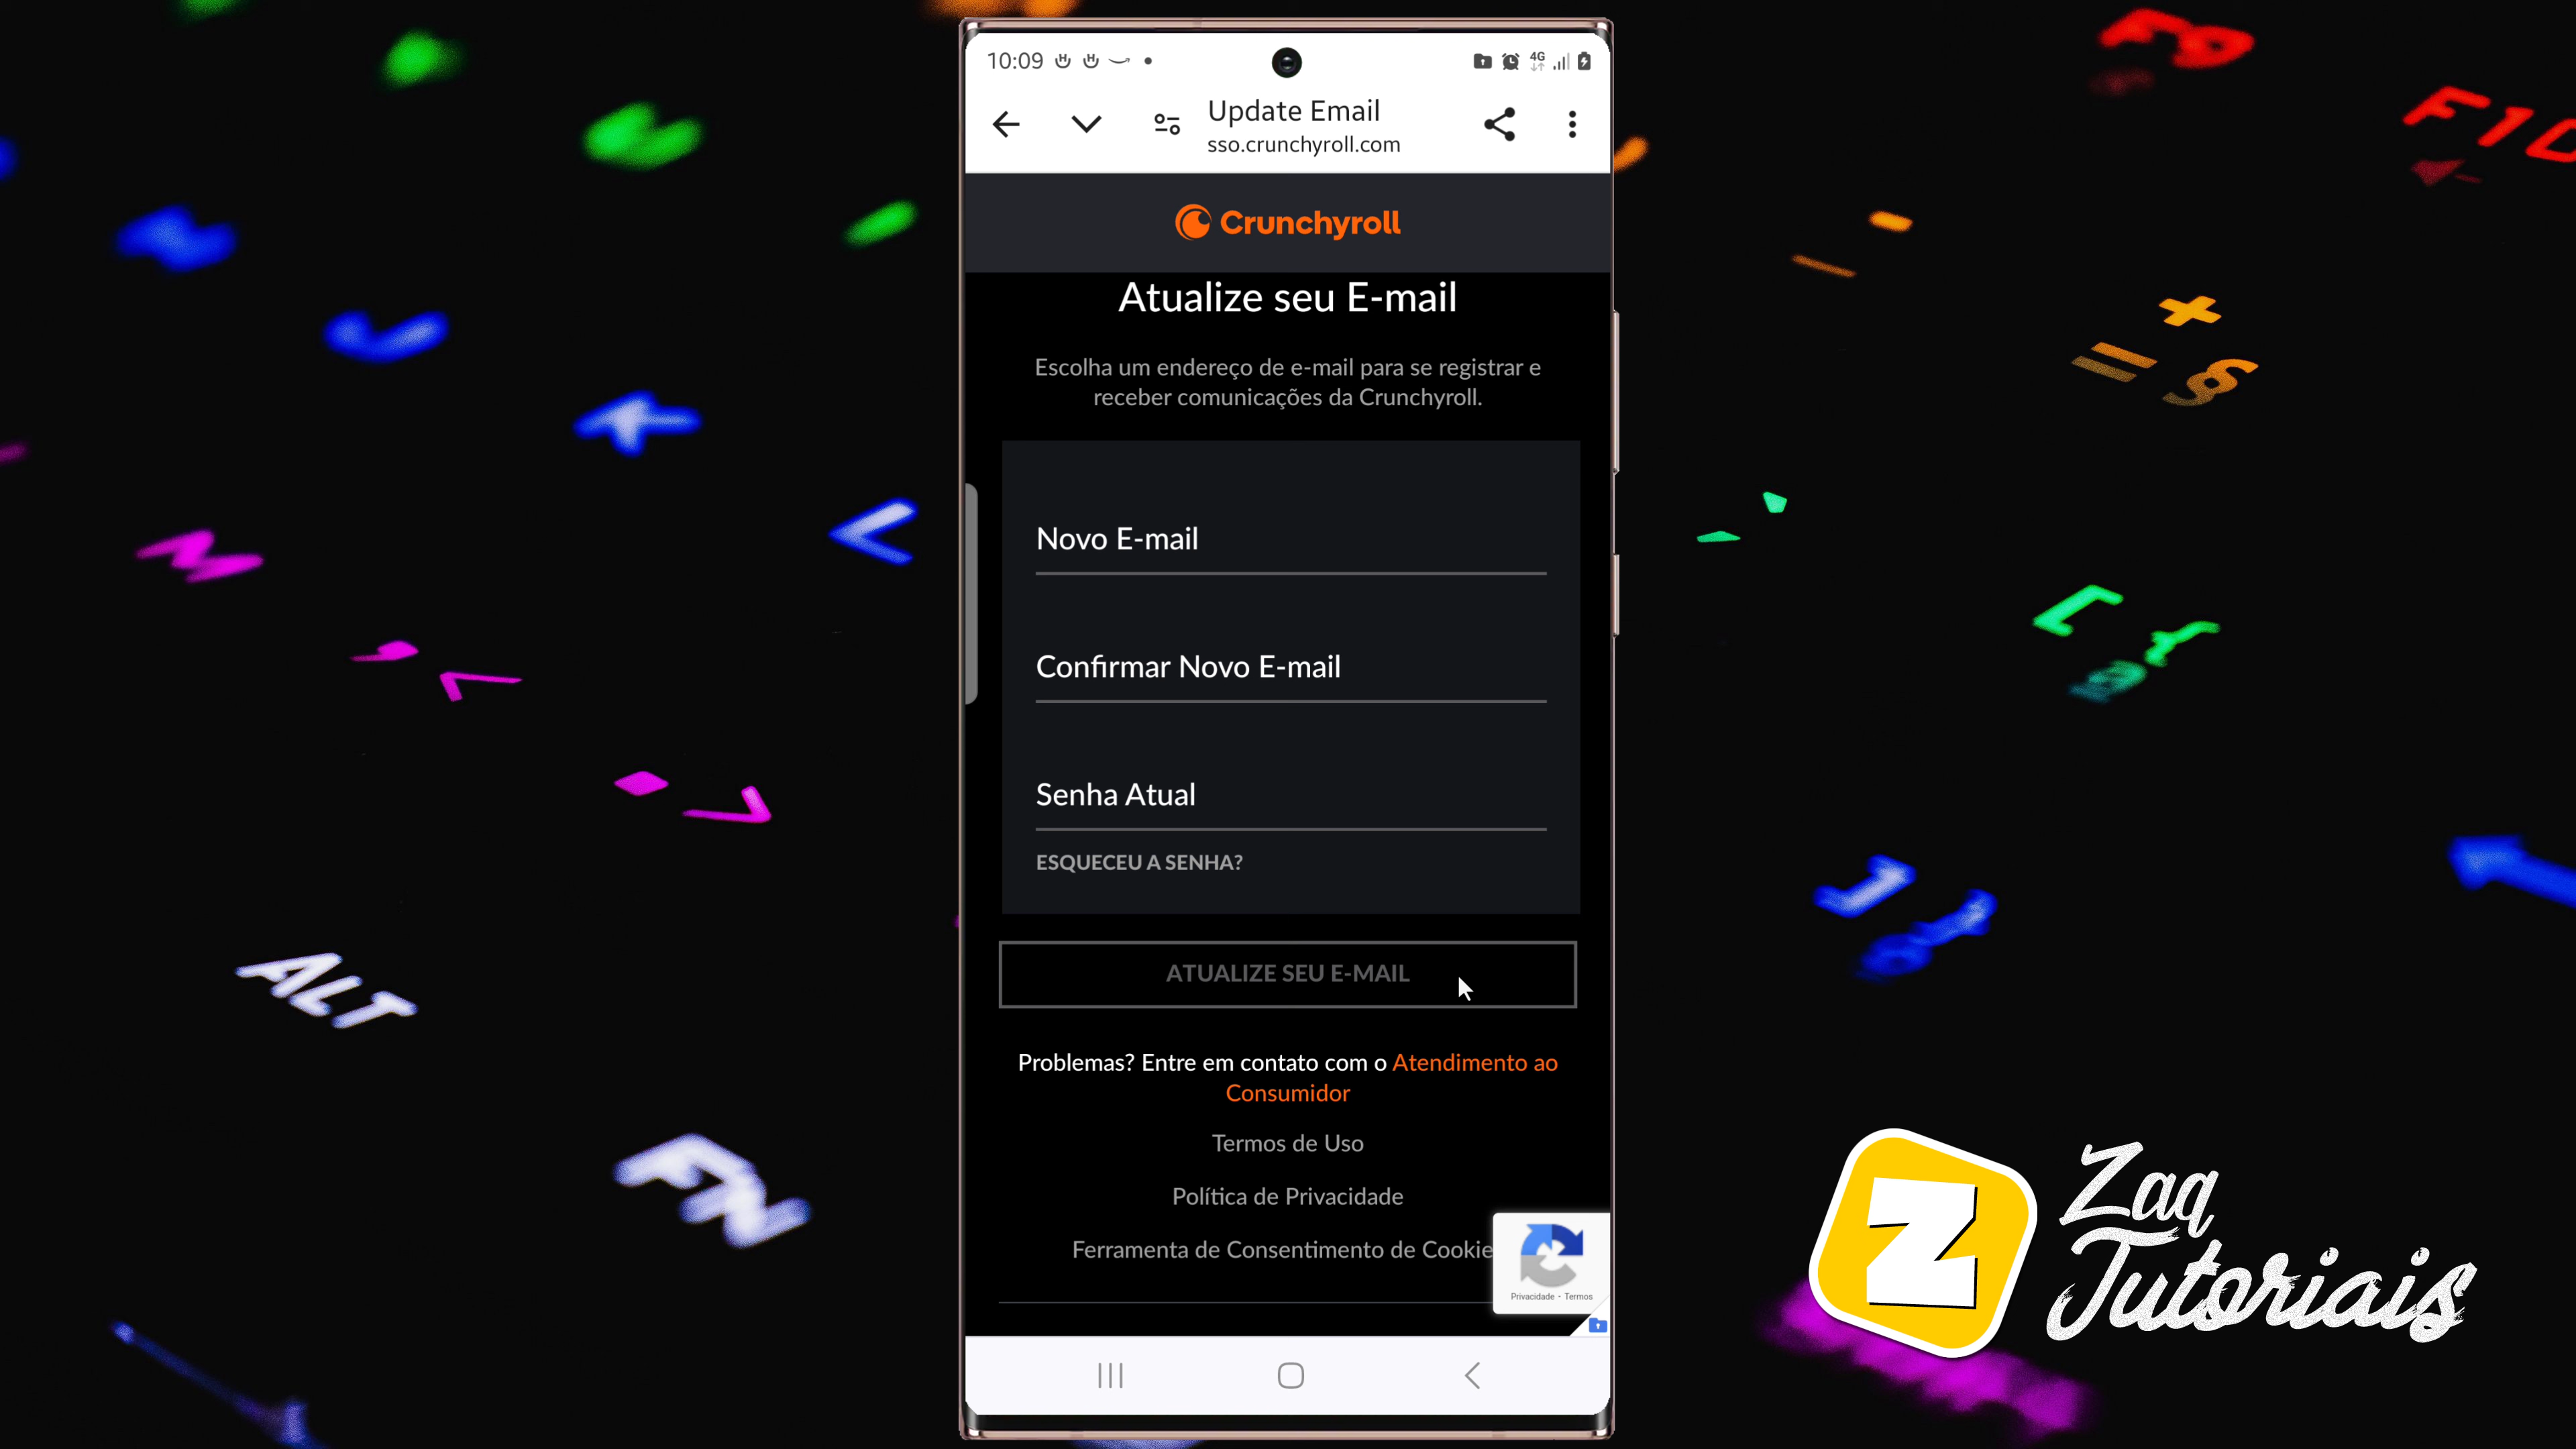 10:09
4G
Update Email
sso.crunchyroll.com
Crunchyroll
Atualize seu E-mail
Escolha um endereço de e-mail para se registrar e
receber comunicações da Crunchyroll.
Novo E-mail
Confirmar Novo E-mail
Senha Atual
ESQUECEU A SENHA?
ATUALIZE SEU E-MAIL
Problemas? Entre em contato com o Atendimento ao
Consumidor
Termos de Uso
Política de Privacidade
Ferramenta de Consentimento de Cookie
Privacidade - Termos
Z
Zaq
Tutoriais
F9
F10
+
= §
K
<
M
ALT
FN
[